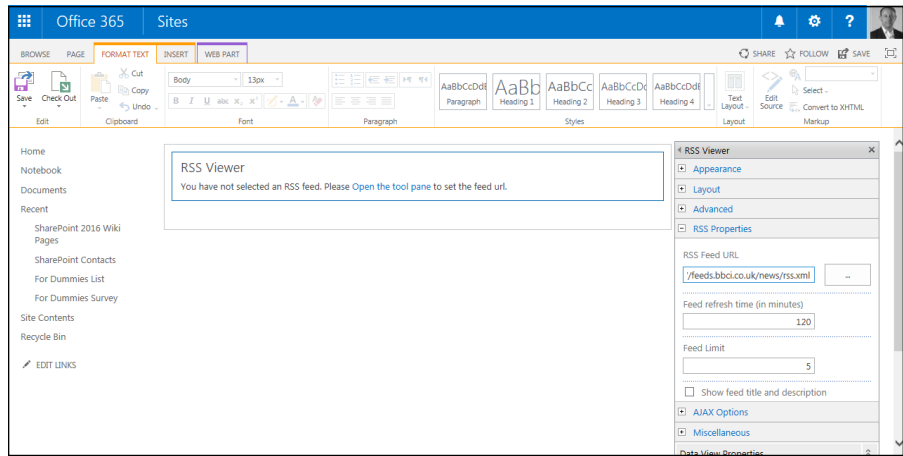 Office 365 Sites ?
BROWSE PAGE FORMAT TEXT INSERT WEB PART SHARE FOLLOW SAVE
Save Check Out Paste Cut Copy Undo
Body 13px
B I U abc X₂ X² A
AaBbCcDdE AaBb AaBbCc AaBbCcDc AaBbCcDdE
Paragraph Heading 1 Heading 2 Heading 3 Heading 4
Text Layout Edit Source Select Convert to XHTML
Edit Clipboard Font Paragraph Styles Layout Markup
Home
Notebook
Documents
Recent
SharePoint 2016 Wiki
Pages
SharePoint Contacts
For Dummies List
For Dummies Survey
Site Contents
Recycle Bin
EDIT LINKS
RSS Viewer
You have not selected an RSS feed. Please Open the tool pane to set the feed url.
RSS Viewer ×
Appearance
Layout
Advanced
RSS Properties
RSS Feed URL
'/feeds.bbci.co.uk/news/rss.xml ...
Feed refresh time (in minutes)
120
Feed Limit
5
Show feed title and description
AJAX Options
Miscellaneous
Data View Properties